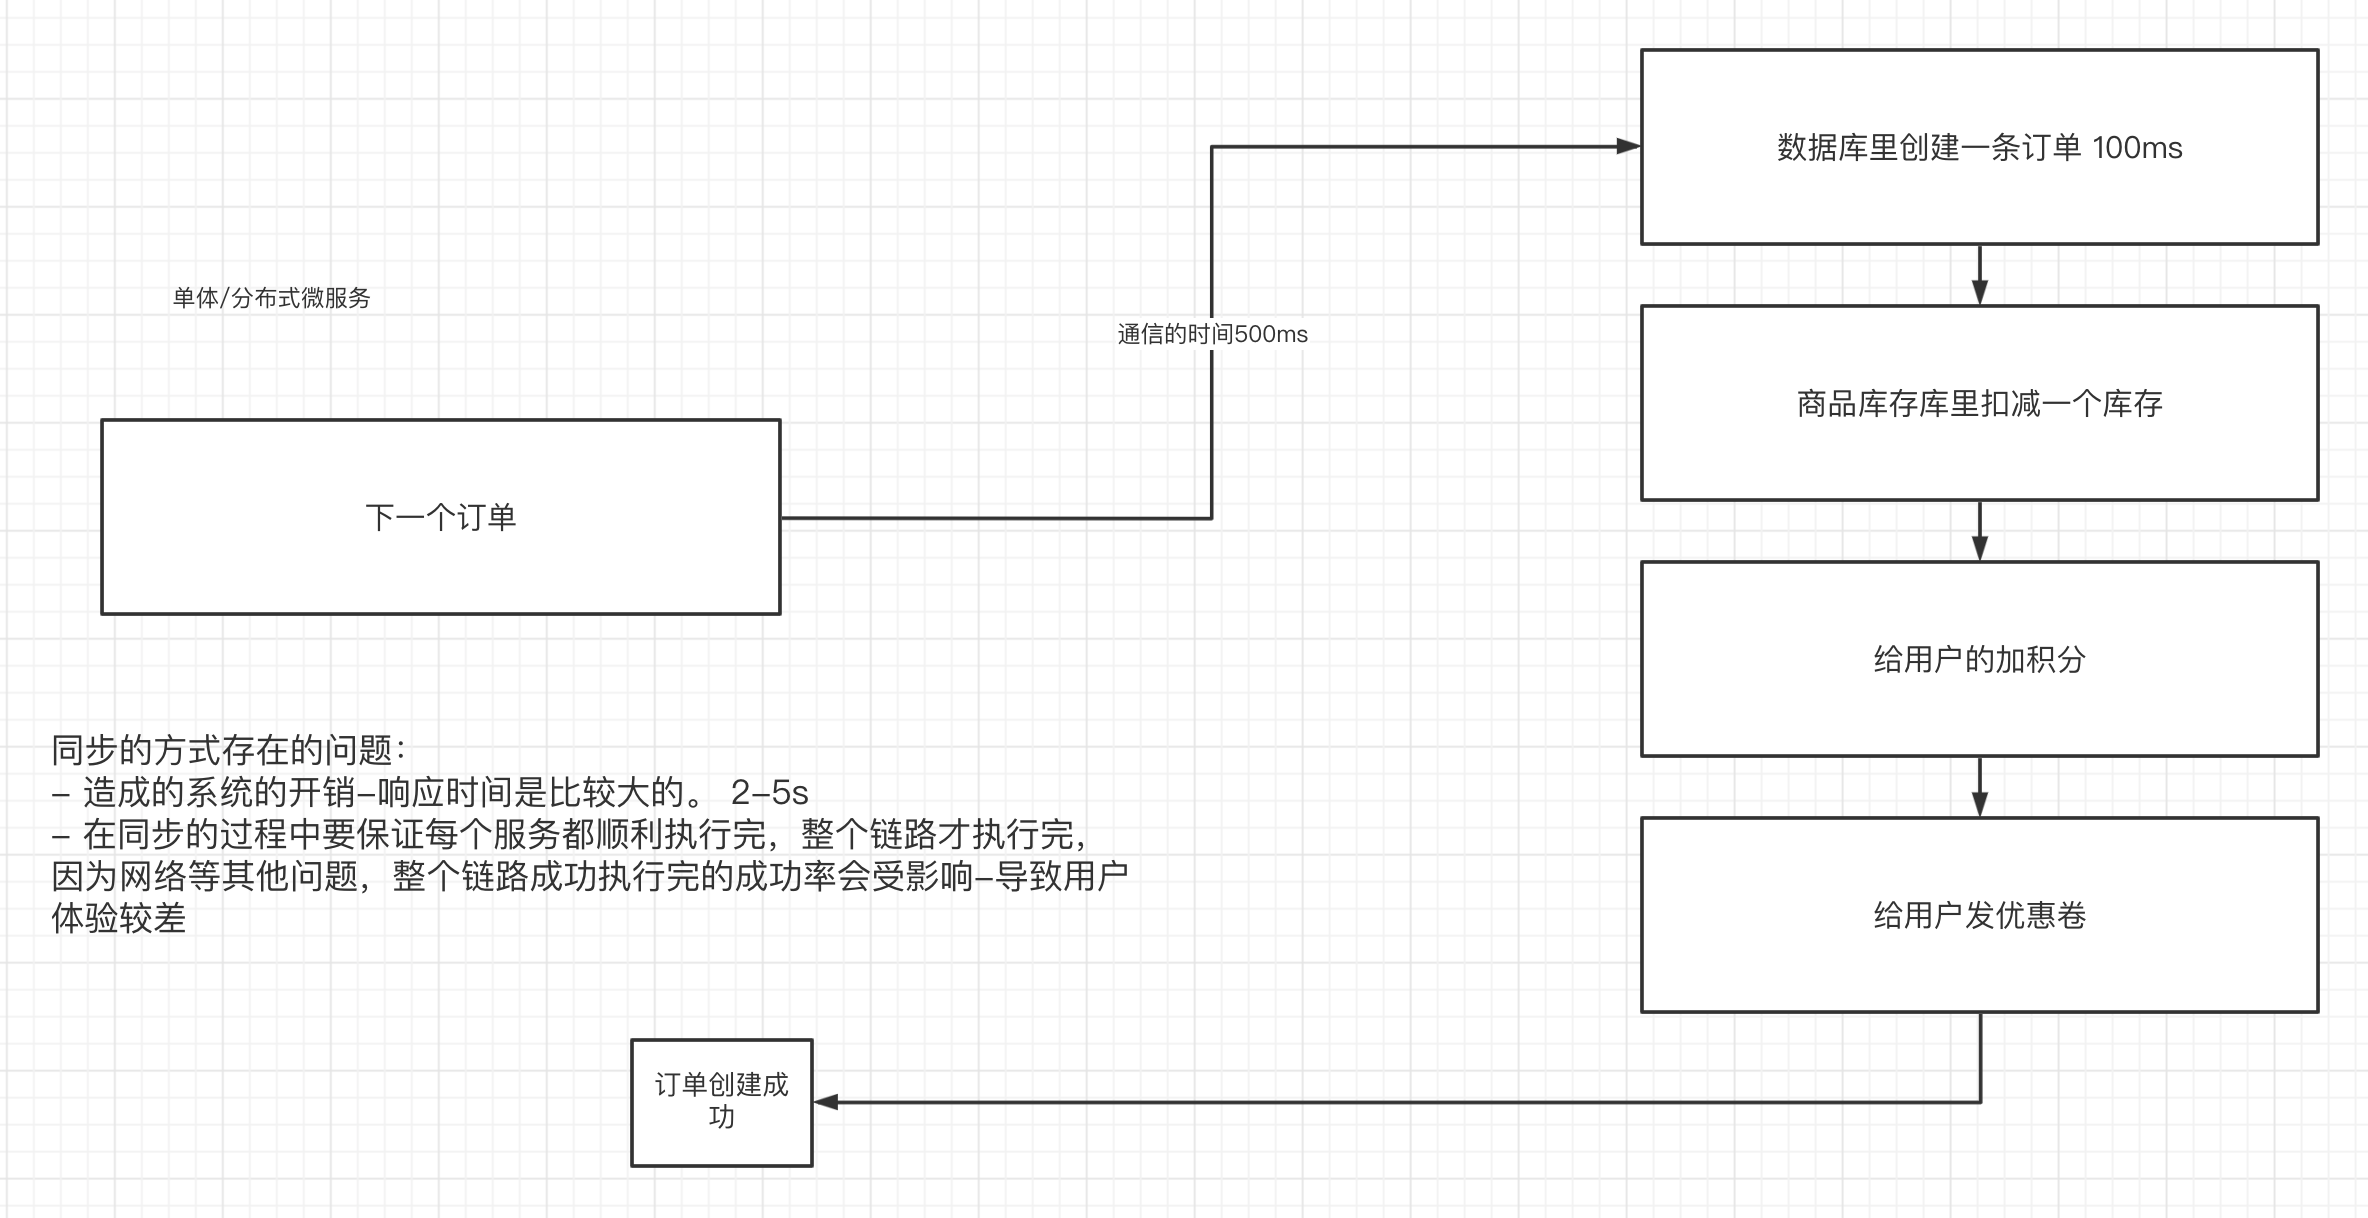 数据库里创建一条订单 100ms
单体/分布式微服务
通信的时间500ms
商品库存库里扣减一个库存
下一个订单
给用户的加积分
同步的方式存在的问题：
- 造成的系统的开销-响应时间是比较大的。 2-5s
- 在同步的过程中要保证每个服务都顺利执行完，整个链路才执行完，
因为网络等其他问题，整个链路成功执行完的成功率会受影响-导致用户
体验较差
给用户发优惠卷
订单创建成
功